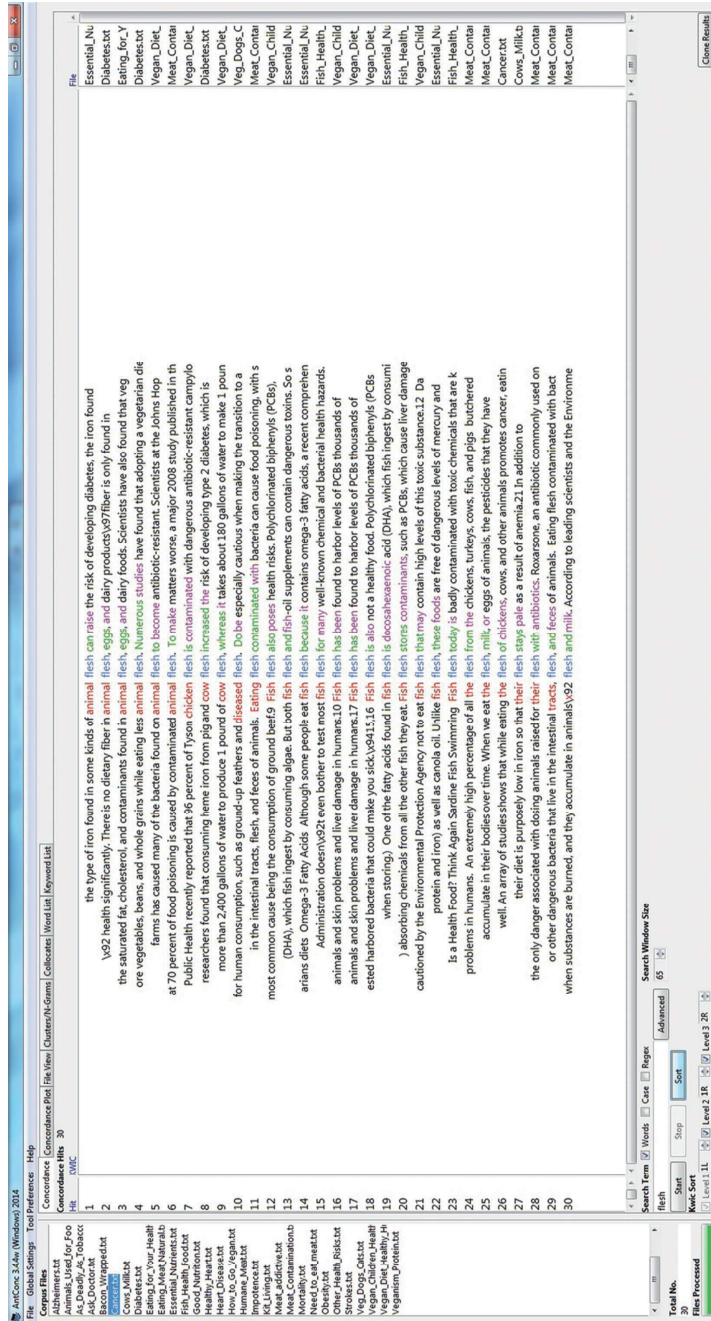 AntConc 3.4.4w (Windows) 2014
File Global Settings Tool Preferences Help
Corpus Files
Alzheimers.txt
Animals_Used_for_Foo
As_Deadly_As_Tobacco
Ask_Doctor.txt
Bacon_Wrapped.txt
Cancer.txt
Cows_Milk.txt
Diabetes.txt
Eating_for_Your_Health
Eating_Meat_Natural.t
Essential_Nutrients.txt
Fish_Health_Food.txt
Good_Nutrition.txt
Healthy_Heart.txt
Heart_Disease.txt
How_to_Go_Vegan.txt
Humane_Meat.txt
Impotence.txt
Kit_Living.txt
Meat_addictive.txt
Meat_Contamination.t
Mortality.txt
Need_to_eat_meat.txt
Obesity.txt
Other_Health_Risks.txt
Strokes.txt
Veg_Dogs_Cats.txt
Vegan_Children_Health
Vegan_Diet_Healthy_H
Veganism_Protein.txt
Total No.
30
Files Processed
Concordance Concordance Plot File View Clusters/N-Grams Collocates Word List Keyword List
Concordance Hits 30
Hit KWIC File
1 the type of iron found in some kinds of animal flesh can raise the risk of developing diabetes, the iron found Essential_Nu
2 \x92 health significantly. There is no dietary fiber in animal flesh, eggs, and dairy products\x97fiber is only found in Diabetes.txt
3 the saturated fat, cholesterol, and contaminants found in animal flesh, eggs, and dairy foods. Scientists have also found that veg Eating_for_Y
4 ore vegetables, beans, and whole grains while eating less animal flesh. Numerous studies have found that adopting a vegetarian die Diabetes.txt
5 farms has caused many of the bacteria found on animal flesh to become antibiotic-resistant. Scientists at the Johns Hop Vegan_Diet_
6 at 70 percent of food poisoning is caused by contaminated animal flesh. To make matters worse, a major 2008 study published in th Meat_Contar
7 Public Health recently reported that 96 percent of Tyson chicken flesh is contaminated with dangerous antibiotic-resistant campylo Vegan_Diet_
8 researchers found that consuming heme iron from pig and cow flesh increased the risk of developing type 2 diabetes, which is Diabetes.txt
9 more than 2,400 gallons of water to produce 1 pound of cow flesh, whereas it takes about 180 gallons of water to make 1 poun Vegan_Diet_
10 for human consumption, such as ground-up feathers and diseased flesh. Do be especially cautious when making the transition to a Veg_Dogs_C
11 in the intestinal tracts, flesh, and feces of animals. Eating flesh contaminated with bacteria can cause food poisoning, with s Meat_Contar
12 most common cause being the consumption of ground beef.9 Fish flesh also poses health risks. Polychlorinated biphenyls (PCBs), Vegan_Child
13 (DHA), which fish ingest by consuming algae. But both fish flesh and fish-oil supplements can contain dangerous toxins. So s Essential_Nu
14 arians diets Omega-3 Fatty Acids Although some people eat fish flesh because it contains omega-3 fatty acids, a recent comprehen Essential_Nu
15 Administration doesn\x92t even bother to test most fish flesh for many well-known chemical and bacterial health hazards. Fish_Health_
16 animals and skin problems and liver damage in humans.10 Fish flesh has been found to harbor levels of PCBs thousands of Vegan_Child
17 animals and skin problems and liver damage in humans.17 Fish flesh has been found to harbor levels of PCBs thousands of Vegan_Diet_
18 ested harbored bacteria that could make you sick.\x9415,16 Fish flesh is also not a healthy food. Polychlorinated biphenyls (PCBs Vegan_Diet_
19 when storing.) One of the fatty acids found in fish flesh is docosahexaenoic acid (DHA), which fish ingest by consumi Essential_Nu
20 ) absorbing chemicals from all the other fish they eat. Fish flesh stores contaminants, such as PCBs, which cause liver damage Fish_Health_
21 cautioned by the Environmental Protection Agency not to eat fish flesh that may contain high levels of this toxic substance.12 Da Vegan_Child
22 protein and iron) as well as canola oil. Unlike fish flesh, these foods are free of dangerous levels of mercury and Essential_Nu
23 Is a Health Food? Think Again Sardine Fish Swimming Fish flesh today is badly contaminated with toxic chemicals that are k Fish_Health_
24 problems in humans. An extremely high percentage of all the flesh from the chickens, turkeys, cows, fish, and pigs butchered Meat_Contar
25 accumulate in their bodies over time. When we eat the flesh, milk, or eggs of animals, the pesticides that they have Meat_Contar
26 well. An array of studies shows that while eating the flesh of chickens, cows, and other animals promotes cancer, eatin Cancer.txt
27 their diet is purposely low in iron so that their flesh stays pale as a result of anemia.21 In addition to Cows_Milk.t
28 the only danger associated with dosing animals raised for their flesh with antibiotics. Roxarsone, an antibiotic commonly used on Meat_Contar
29 or other dangerous bacteria that live in the intestinal tracts, flesh, and feces of animals. Eating flesh contaminated with bact Meat_Contar
30 when substances are burned, and they accumulate in animals\x92 flesh and milk. According to leading scientists and the Environme Meat_Contar
Search Term Words Case Regex Search Window Size
flesh Advanced 65
Start Stop Sort
Kwic Sort
Level 1 1L Level 2 1R Level 3 2R
Clone Results